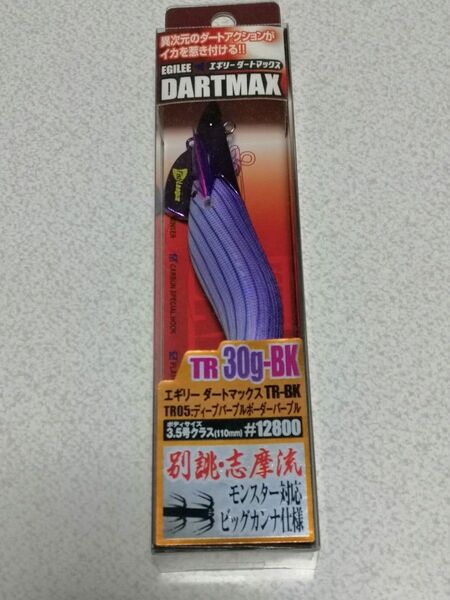 異次元のダートアクションが
イカを惹き付ける!!
EGILEE エギリー ダートマックス
DARTMAX
CARBON SPECIAL HOOK
TR 30g-BK
エギリー ダートマックス TR-BK
TR05:ディープパープルボーダーパープル
ボディサイズ
3.5号クラス(110mm) #12800
別誂・志摩流
モンスター対応
ビッグカンナ仕様